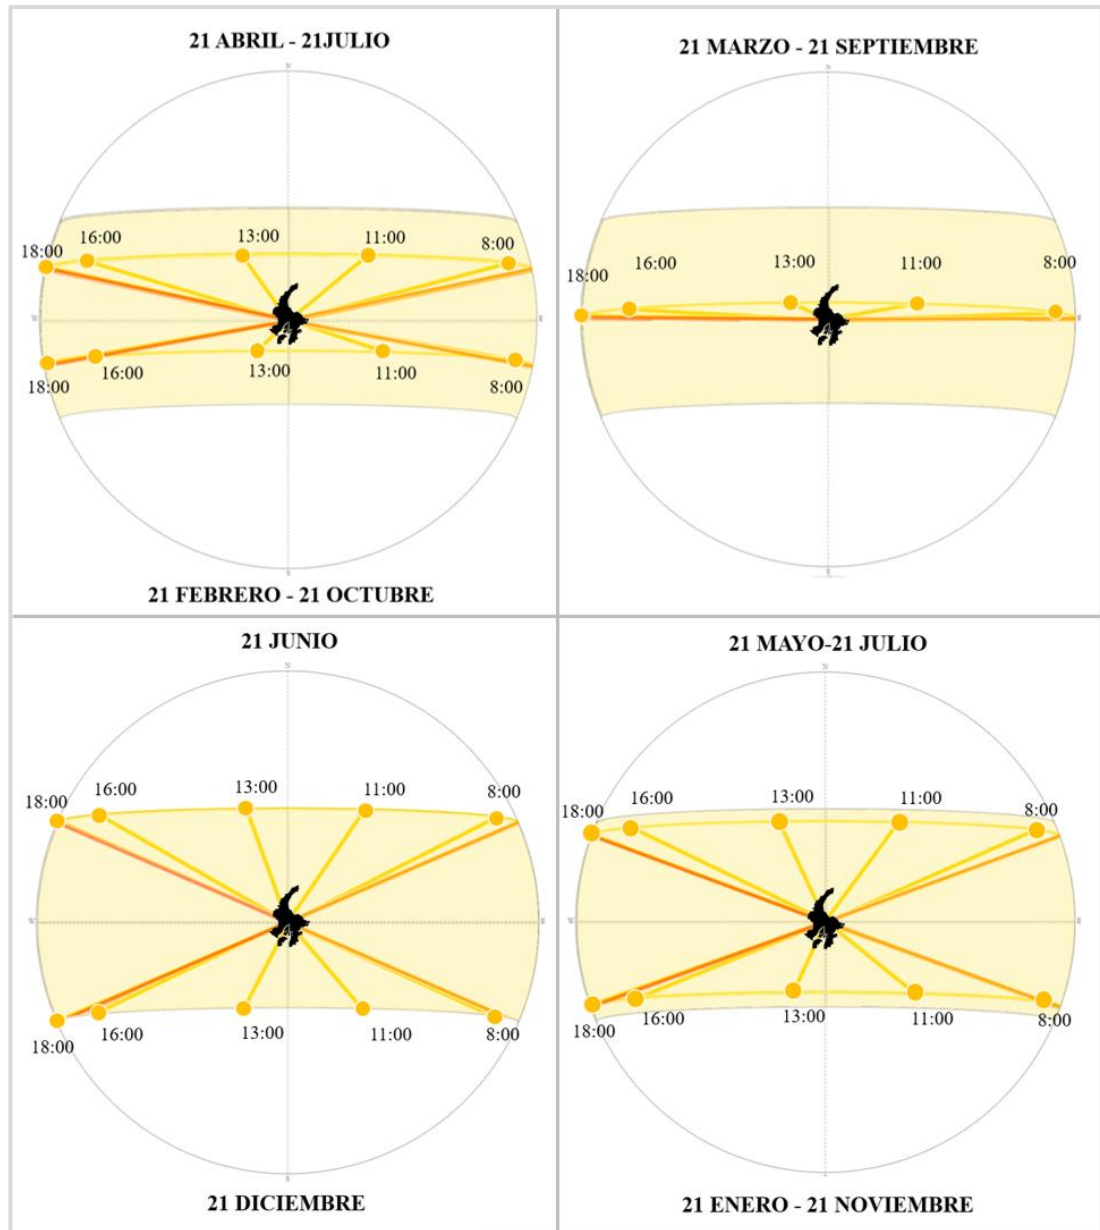 21 ABRIL - 21JULIO
N
18:00 16:00 13:00 11:00 8:00
W E
18:00 16:00 13:00 11:00 8:00
S
21 FEBRERO - 21 OCTUBRE
21 MARZO - 21 SEPTIEMBRE
N
18:00 16:00 13:00 11:00 8:00
W E
S
21 JUNIO
N
18:00 16:00 13:00 11:00 8:00
W E
18:00 16:00 13:00 11:00 8:00
S
21 DICIEMBRE
21 MAYO-21 JULIO
N
18:00 16:00 13:00 11:00 8:00
W E
18:00 16:00 13:00 11:00 8:00
21 ENERO - 21 NOVIEMBRE